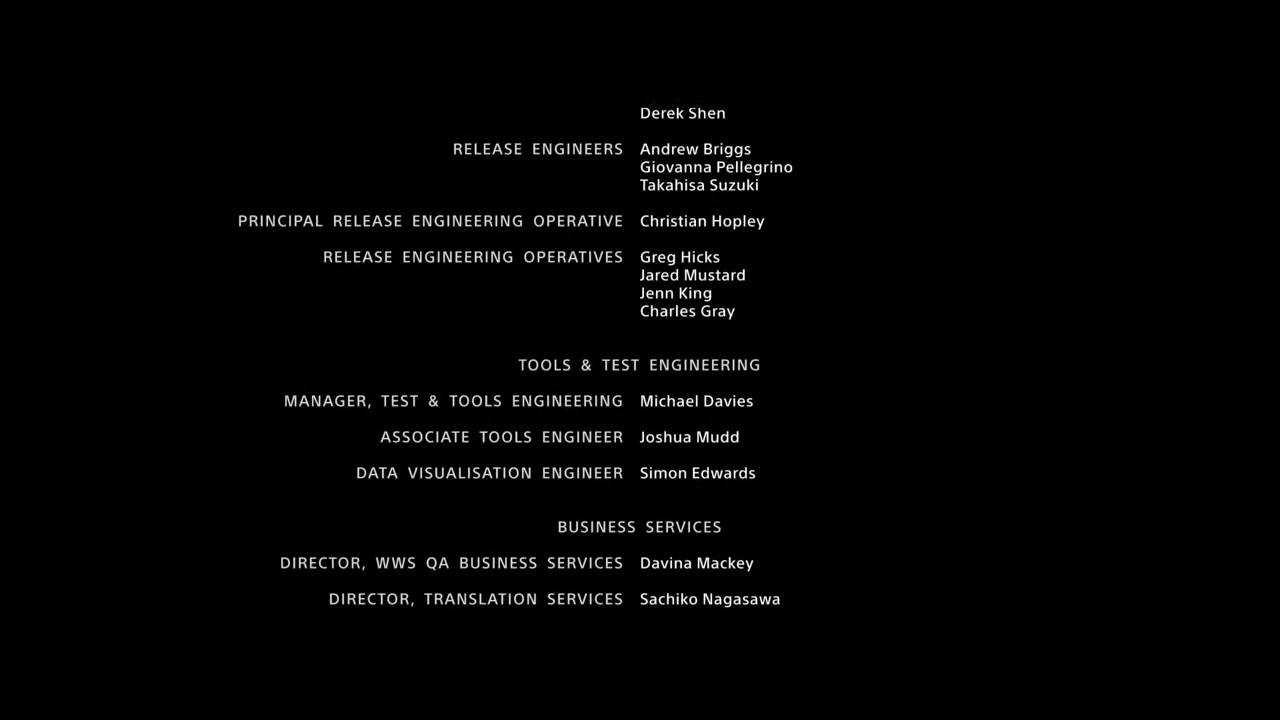 Derek Shen
RELEASE ENGINEERS Andrew Briggs
Giovanna Pellegrino
Takahisa Suzuki
PRINCIPAL RELEASE ENGINEERING OPERATIVE Christian Hopley
RELEASE ENGINEERING OPERATIVES Greg Hicks
Jared Mustard
Jenn King
Charles Gray
TOOLS & TEST ENGINEERING
MANAGER, TEST & TOOLS ENGINEERING Michael Davies
ASSOCIATE TOOLS ENGINEER Joshua Mudd
DATA VISUALISATION ENGINEER Simon Edwards
BUSINESS SERVICES
DIRECTOR, WWS QA BUSINESS SERVICES Davina Mackey
DIRECTOR, TRANSLATION SERVICES Sachiko Nagasawa